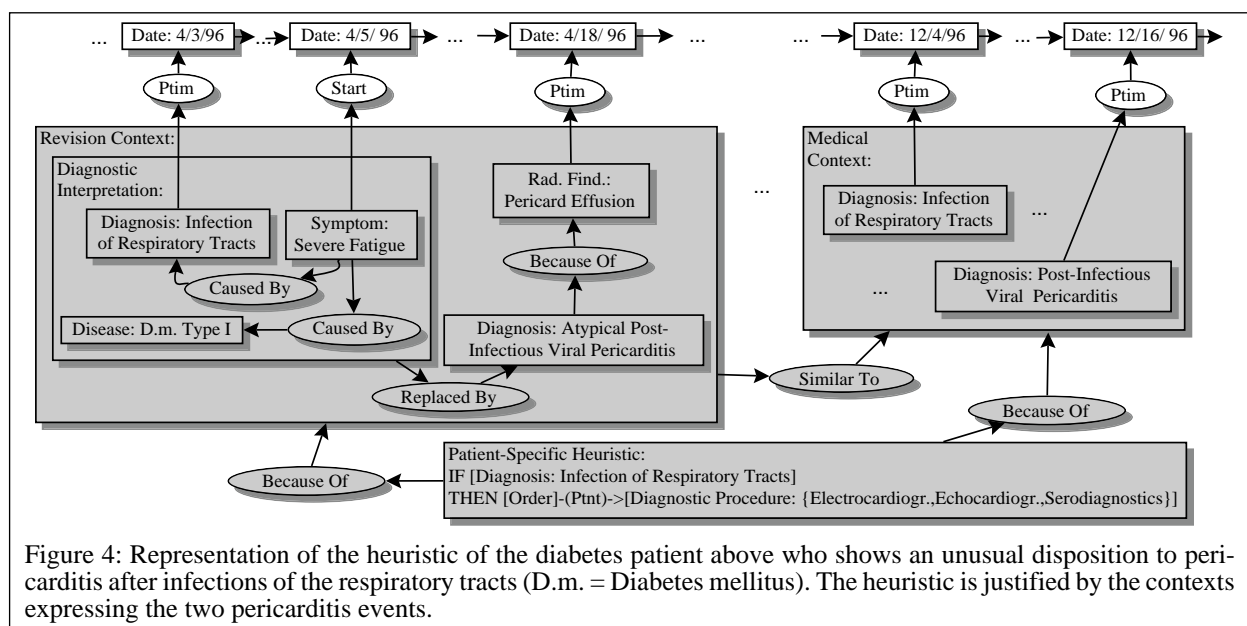 ... Date: 4/3/96 ... Date: 4/5/ 96 ... Date: 4/18/ 96 ... ... Date: 12/4/96 ... Date: 12/16/ 96
Ptim Start Ptim Ptim Ptim
Revision Context:
Diagnostic
Interpretation:
Diagnosis: Infection
of Respiratory Tracts
Symptom:
Severe Fatigue
Caused By
Disease: D.m. Type I
Caused By
Rad. Find.:
Pericard Effusion
Because Of
Diagnosis: Atypical Post-
Infectious Viral Pericarditis
Replaced By
...
Medical
Context:
Diagnosis: Infection
of Respiratory Tracts
...
...
Diagnosis: Post-Infectious
Viral Pericarditis
Similar To
Because Of
Because Of
Patient-Specific Heuristic:
IF [Diagnosis: Infection of Respiratory Tracts]
THEN [Order]-(Ptnt)->[Diagnostic Procedure: {Electrocardiogr.,Echocardiogr.,Serodiagnostics}]
Figure 4: Representation of the heuristic of the diabetes patient above who shows an unusual disposition to peri-
carditis after infections of the respiratory tracts (D.m. = Diabetes mellitus). The heuristic is justified by the contexts
expressing the two pericarditis events.